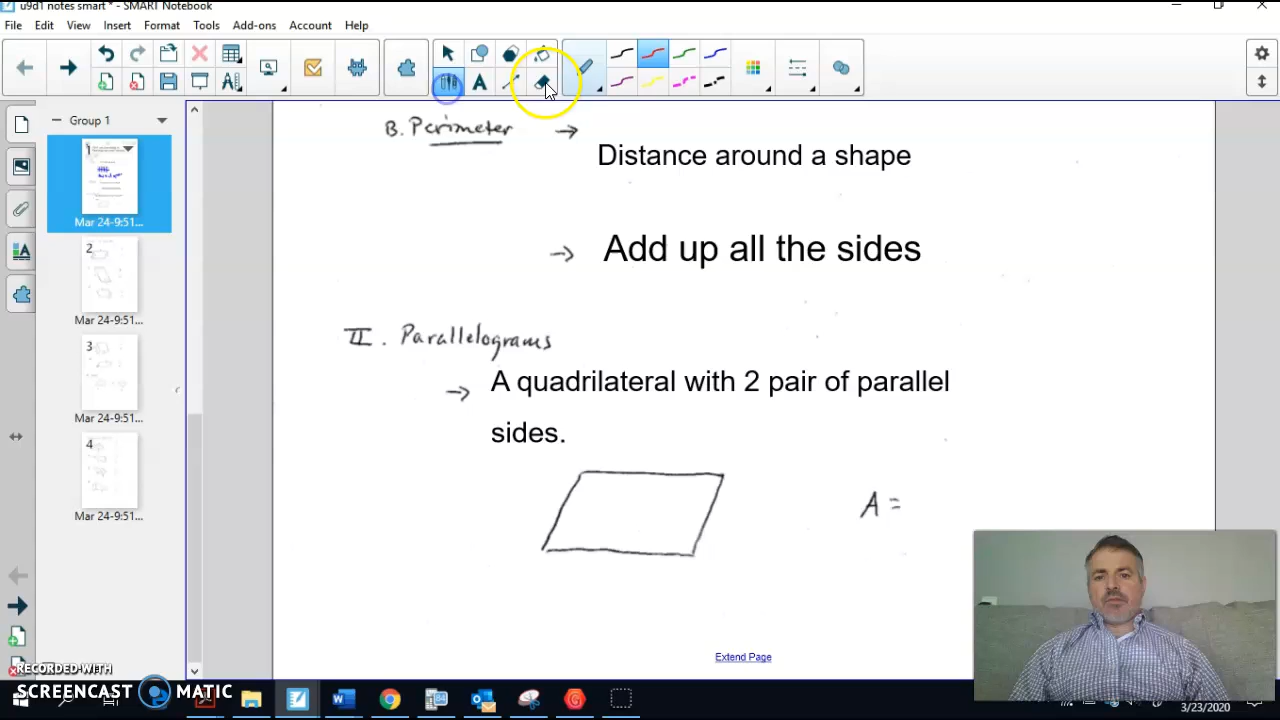 u9d1 notes smart * - SMART Notebook
File Edit View Insert Format Tools Add-ons Account Help
Group 1
Mar 24-9:51...
2
Mar 24-9:51...
3
Mar 24-9:51...
4
Mar 24-9:51...
B. Perimeter →
Distance around a shape
→ Add up all the sides
II. Parallelograms
→ A quadrilateral with 2 pair of parallel
sides.
A =
Extend Page
RECORDED WITH
SCREENCAST MATIC
3/23/2020